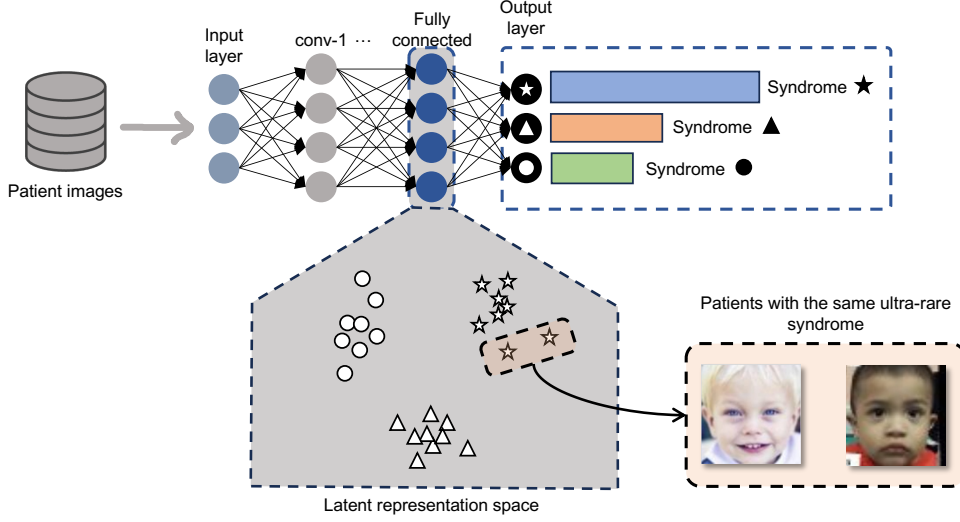 Input
layer
conv-1 ...
Fully
connected
Output
layer
Syndrome
Syndrome
Syndrome
Patient images
Patients with the same ultra-rare
syndrome
Latent representation space